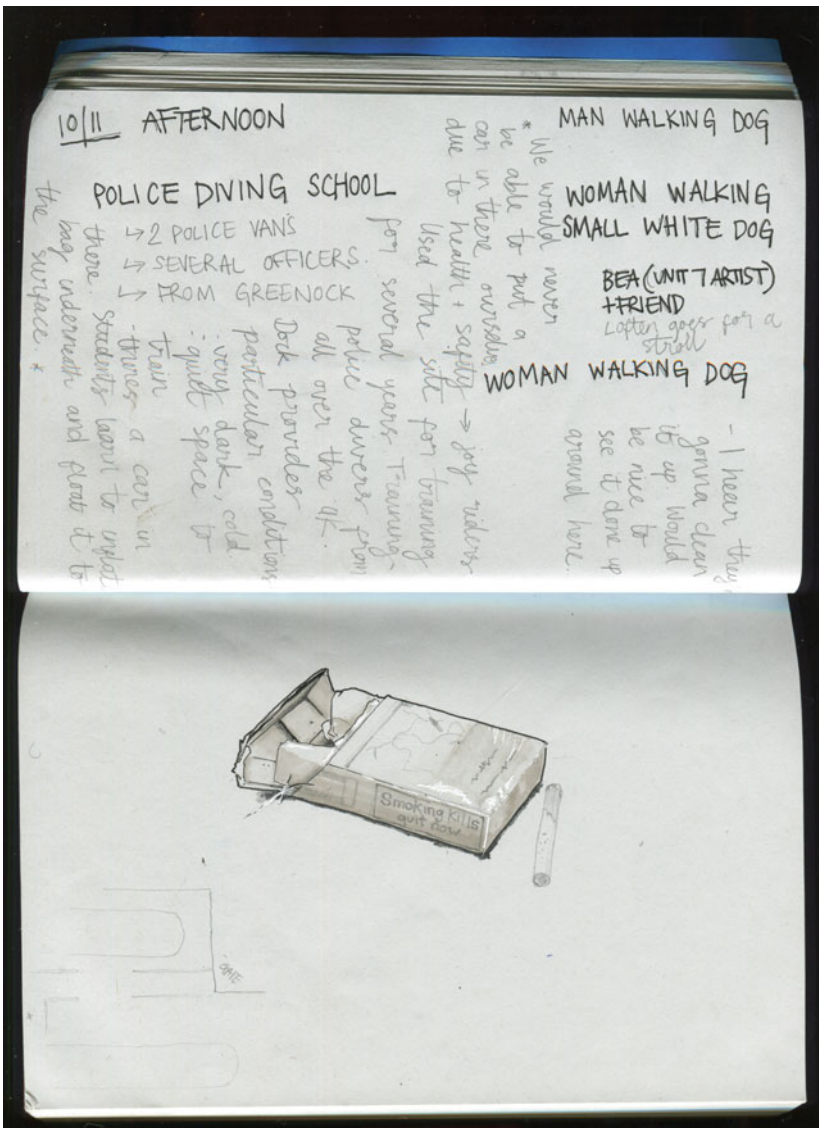 10/11 AFTERNOON
POLICE DIVING SCHOOL
↳ 2 POLICE VANS
↳ SEVERAL OFFICERS.
↳ FROM GREENOCK
* We would never
be able to put a
car in there ourselves
due to health + safety → joy riders
Used the site for training
for several years. Training
police divers from
all over the UK.
Dock provides
particular conditions
very dark, cold
∴ quiet space to
train
- theres a car in
there. Students learn to inflat
bag underneath and float it to
the surface. *
MAN WALKING DOG
WOMAN WALKING
SMALL WHITE DOG
BEA (UNIT 7 ARTIST)
+FRIEND
↳ often goes for a
stroll
WOMAN WALKING DOG
- I hear they
gonna clean
it up. Would
be nice to
see it done up
around here.
Smoking kills
quit now
GATE